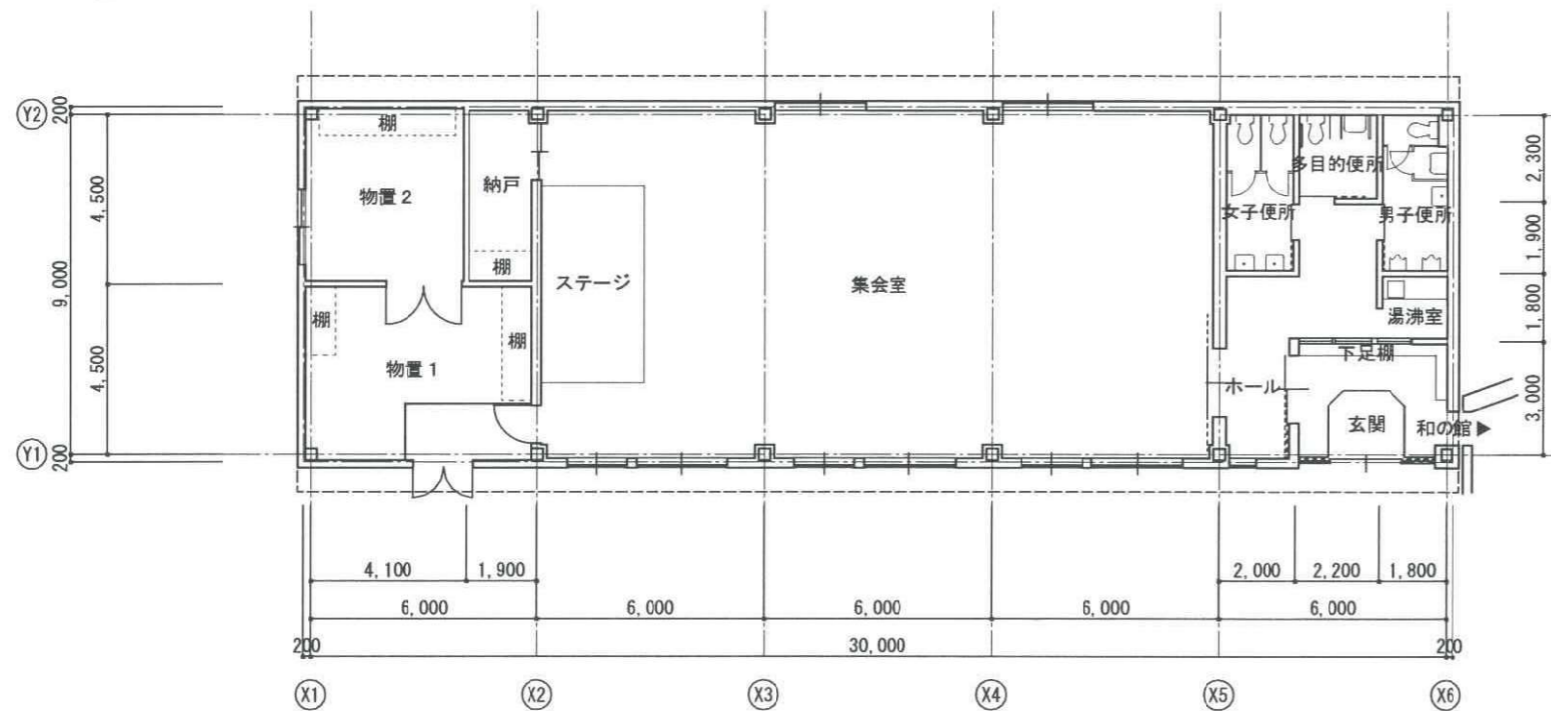 Y2
200
4,500
9,000
4,500
Y1
200
棚
物置2
納戸
棚
棚
棚
物置1
ステージ
集会室
女子便所
多目的便所
男子便所
湯沸室
下足棚
ホール
玄関
和の館▶
2,300
1,900
1,800
3,000
4,100
1,900
2,000
2,200
1,800
6,000
6,000
6,000
6,000
6,000
200
30,000
200
X1
X2
X3
X4
X5
X6